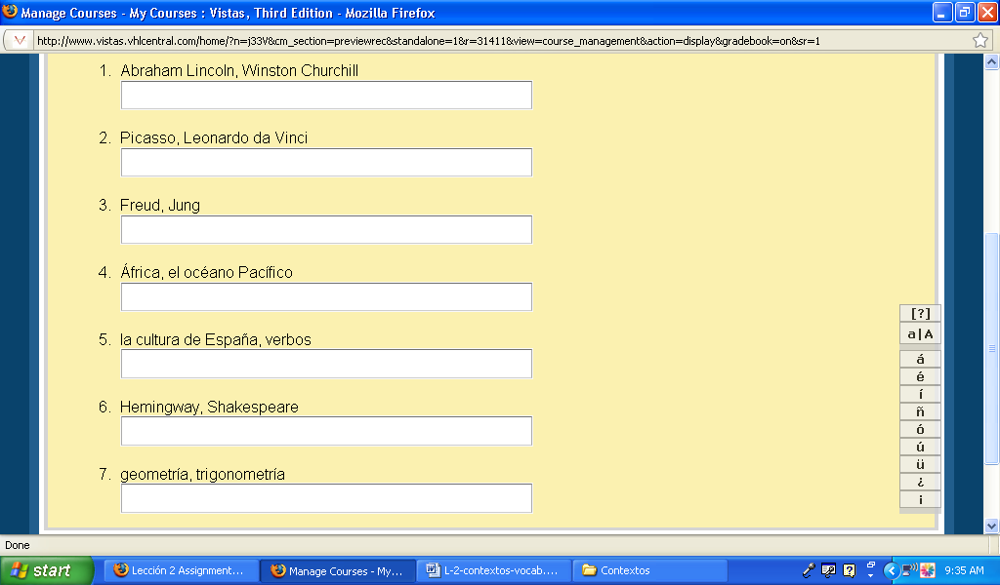 Manage Courses - My Courses : Vistas, Third Edition - Mozilla Firefox
http://www.vistas.vhlcentral.com/home/?n=j33V&cm_section=previewrec&standalone=1&r=31411&view=course_management&action=display&gradebook=on&sr=1
1. Abraham Lincoln, Winston Churchill
2. Picasso, Leonardo da Vinci
3. Freud, Jung
4. África, el océano Pacífico
5. la cultura de España, verbos
6. Hemingway, Shakespeare
7. geometría, trigonometría
[?]
a|A
á
é
í
ñ
ó
ú
ü
¿
¡
Done
start
Lección 2 Assignment...
Manage Courses - My...
L-2-contextos-vocab....
Contextos
9:35 AM